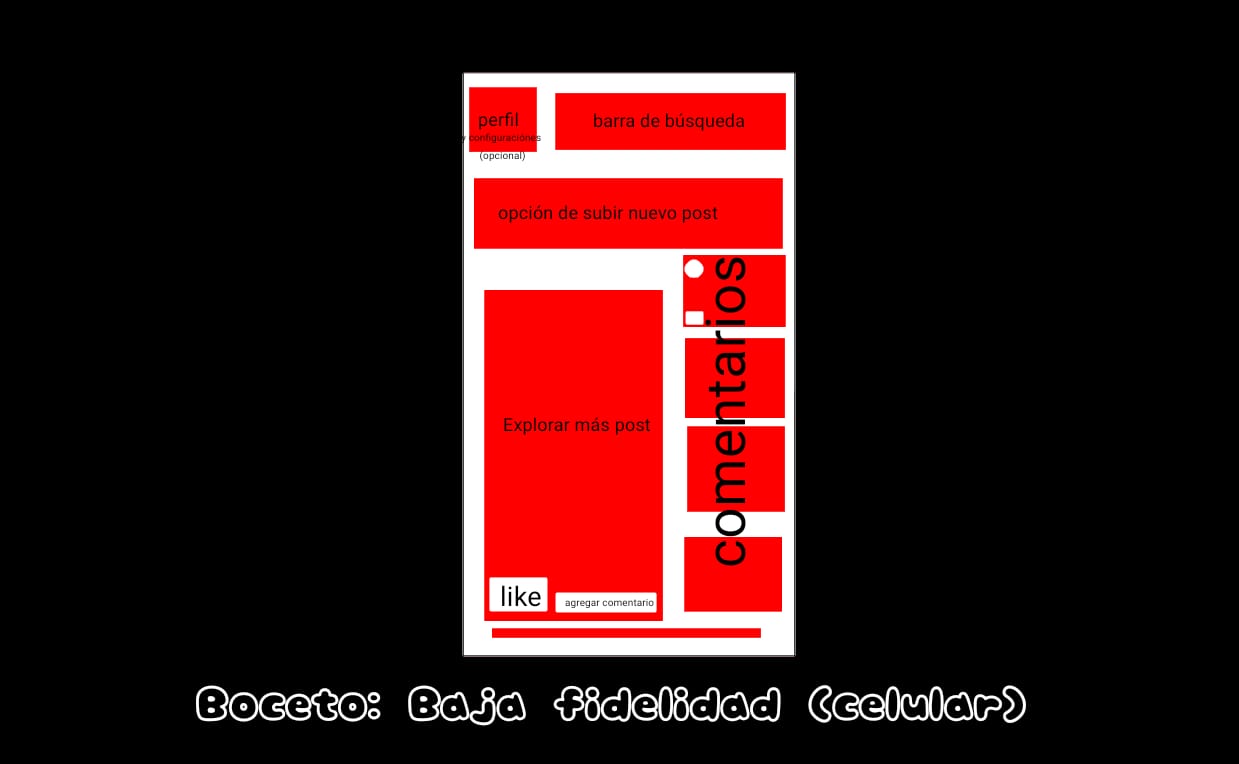 perfil
y configuraciónes
(opcional)
barra de búsqueda
opción de subir nuevo post
comentarios
Explorar más post
like
agregar comentario
Boceto: Baja fidelidad (celular)